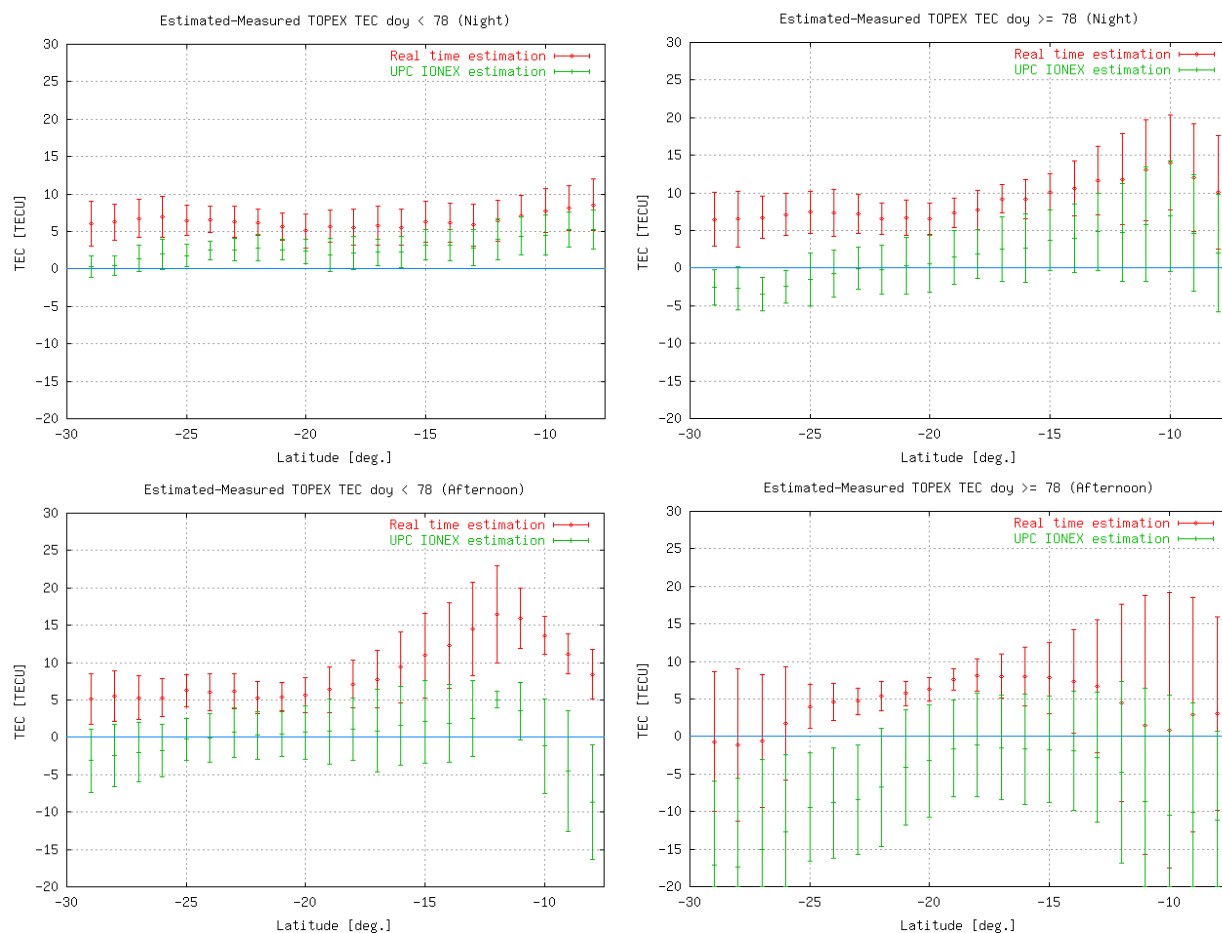 Estimated-Measured TOPEX TEC doy < 78 (Night)
30
25
20
15
10
5
0
-5
-10
-15
-20
TEC [TECU]
Real time estimation
UPC IONEX estimation
-30 -25 -20 -15 -10
Latitude [deg.]
Estimated-Measured TOPEX TEC doy >= 78 (Night)
30
25
20
15
10
5
0
-5
-10
-15
-20
TEC [TECU]
Real time estimation
UPC IONEX estimation
-30 -25 -20 -15 -10
Latitude [deg.]
Estimated-Measured TOPEX TEC doy < 78 (Afternoon)
30
25
20
15
10
5
0
-5
-10
-15
-20
TEC [TECU]
Real time estimation
UPC IONEX estimation
-30 -25 -20 -15 -10
Latitude [deg.]
Estimated-Measured TOPEX TEC doy >= 78 (Afternoon)
30
25
20
15
10
5
0
-5
-10
-15
-20
TEC [TECU]
Real time estimation
UPC IONEX estimation
-30 -25 -20 -15 -10
Latitude [deg.]